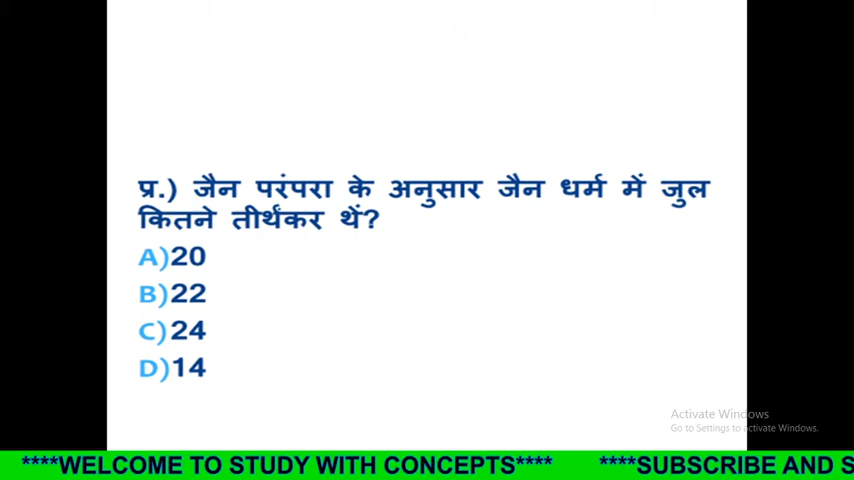 प्र.) जैन परंपरा के अनुसार जैन धर्म में जुल
कितने तीर्थंकर थें?
A)20
B)22
C)24
D)14
Activate Windows
Go to Settings to activate Windows.
****WELCOME TO STUDY WITH CONCEPTS**** ****SUBSCRIBE AND S